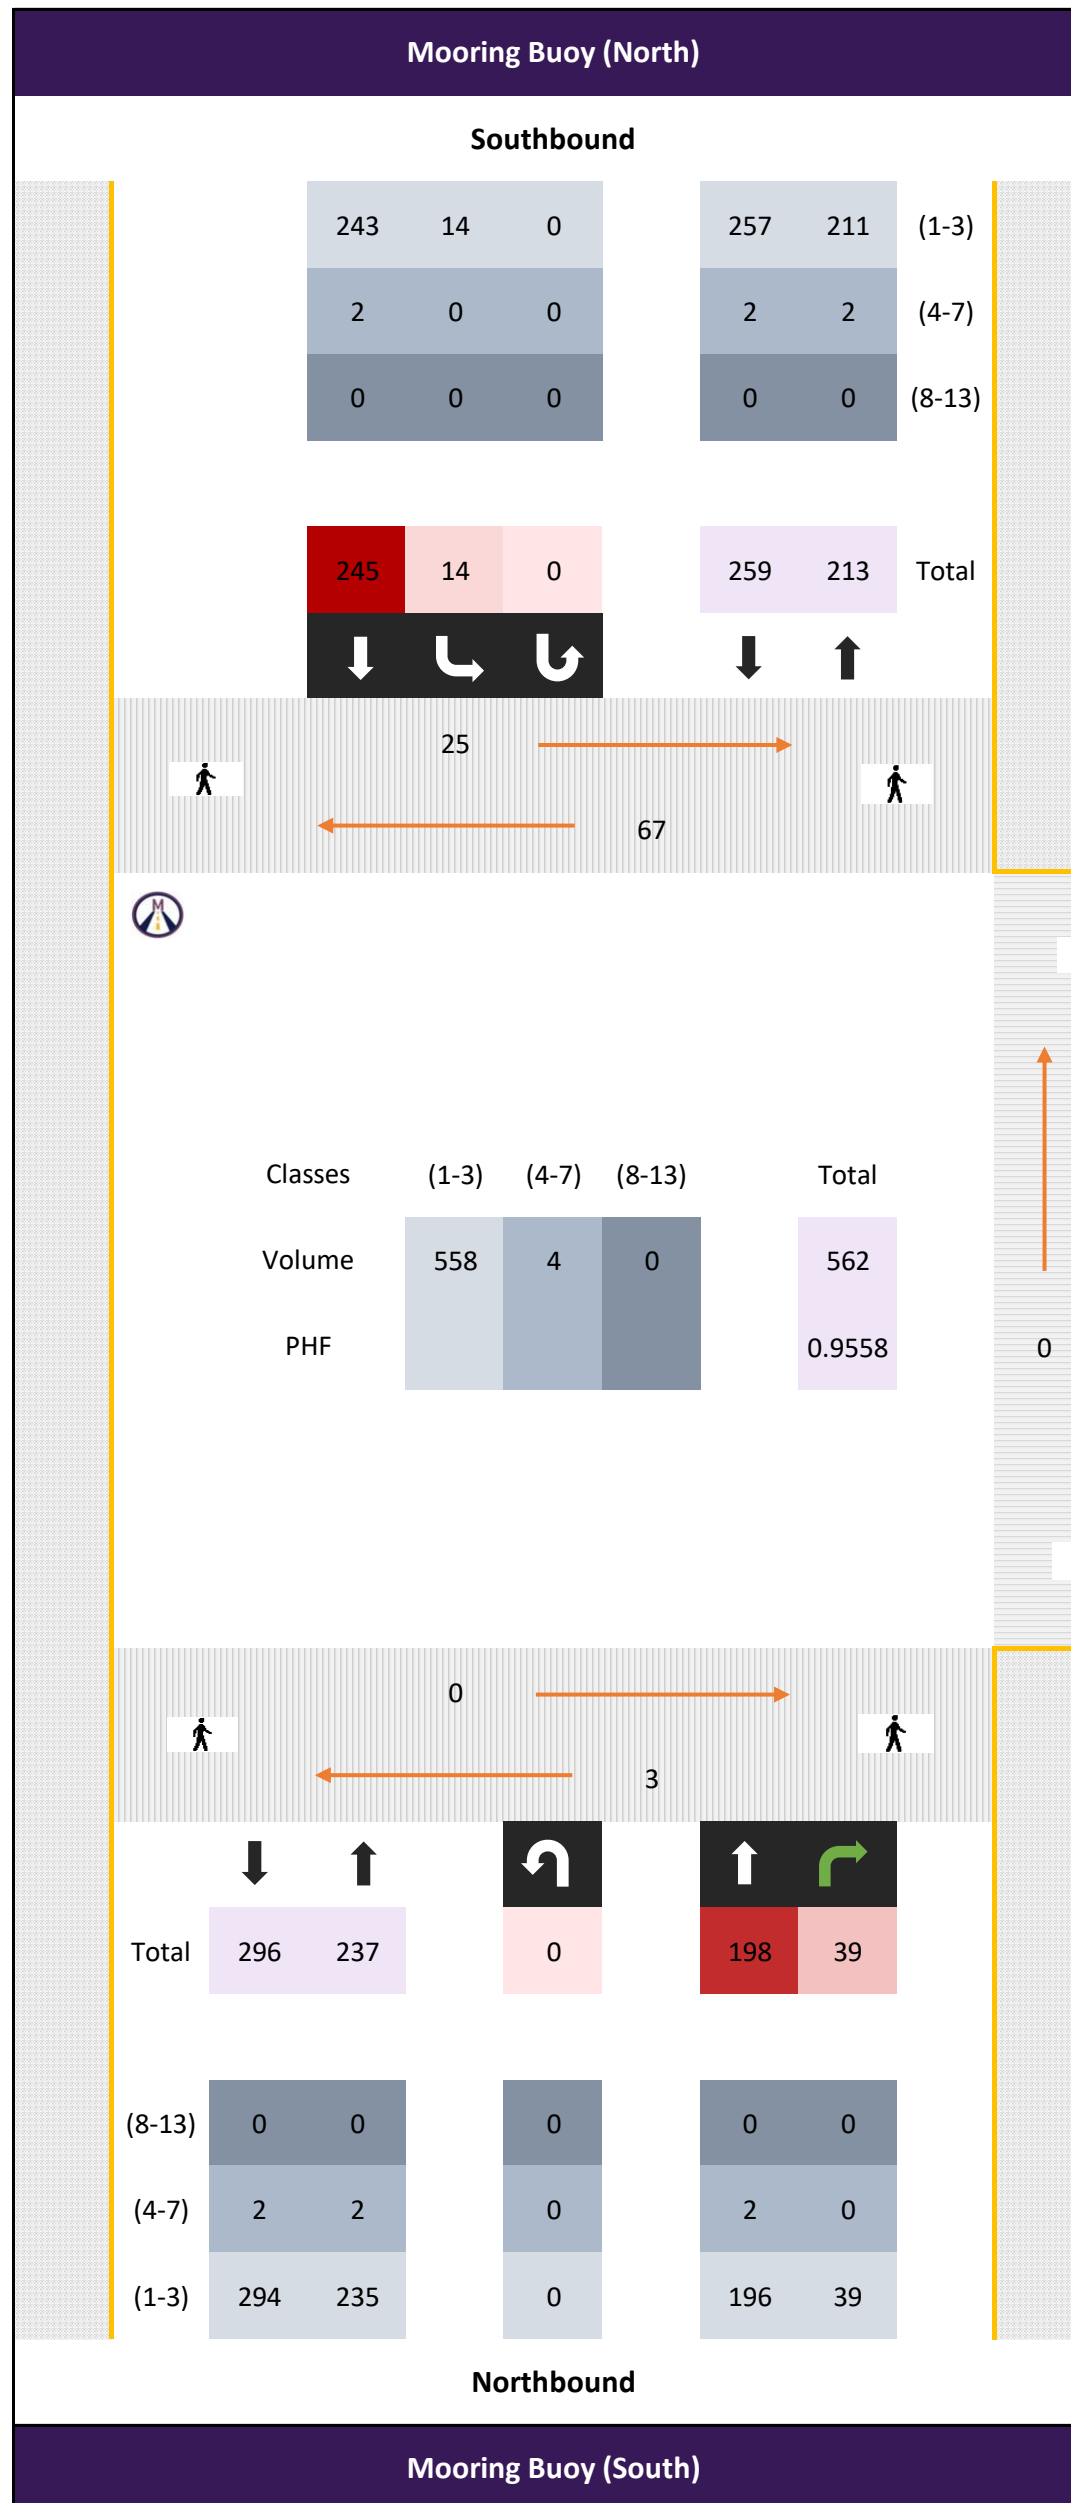 Mooring Buoy (North)
Southbound
243 14 0 257 211 (1-3)
2 0 0 2 2 (4-7)
0 0 0 0 0 (8-13)
245 14 0 259 213 Total
25
67
M
Classes (1-3) (4-7) (8-13) Total
Volume 558 4 0 562
PHF 0.9558 0
0
3
Total 296 237 0 198 39
(8-13) 0 0 0 0 0
(4-7) 2 2 0 2 0
(1-3) 294 235 0 196 39
Northbound
Mooring Buoy (South)